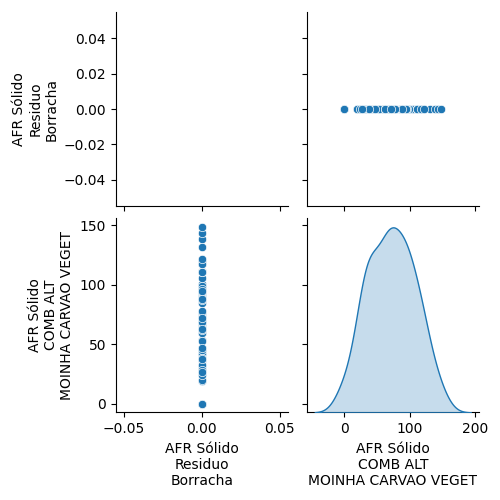 AFR Sólido
Residuo
Borracha
0.04
0.02
0.00
−0.02
−0.04
AFR Sólido
COMB ALT
MOINHA CARVAO VEGET
150
100
50
0
−0.05
0.00
0.05
AFR Sólido
Residuo
Borracha
0
100
200
AFR Sólido
COMB ALT
MOINHA CARVAO VEGET